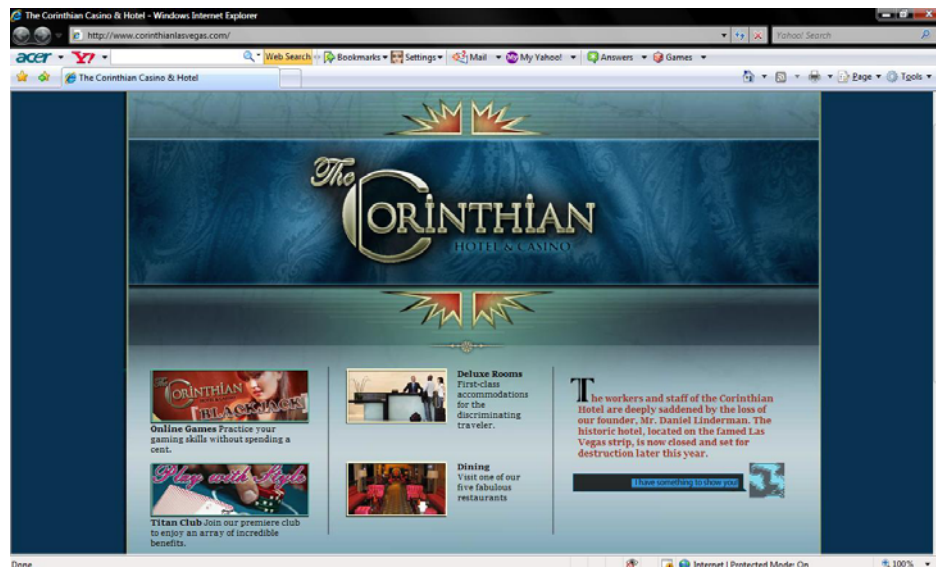 The Corinthian Casino & Hotel - Windows Internet Explorer
http://www.corinthianlasvegas.com/
Yahoo! Search
acer Y! Web Search Bookmarks Settings Mail My Yahoo! Answers Games
The Corinthian Casino & Hotel
Page Tools
The
CORINTHIAN
HOTEL & CASINO
The
CORINTHIAN
BLACKJACK
Online Games Practice your
gaming skills without spending a
cent.
Play with Style
Titan Club Join our premiere club
to enjoy an array of incredible
benefits.
Deluxe Rooms
First-class
accommodations
for the
discriminating
traveler.
Dining
Visit one of our
five fabulous
restaurants
The workers and staff of the Corinthian
Hotel are deeply saddened by the loss of
our founder, Mr. Daniel Linderman. The
historic hotel, located on the famed Las
Vegas strip, is now closed and set for
destruction later this year.
I have something to show you!
Done
Internet | Protected Mode: On
100%